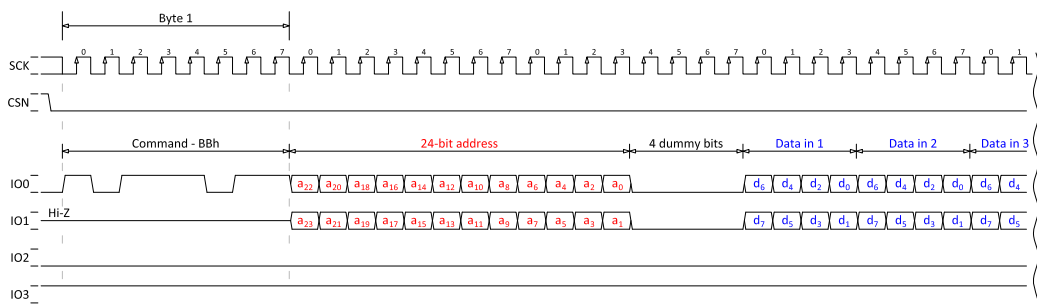 Byte 1
0 1 2 3 4 5 6 7 0 1 2 3 4 5 6 7 0 1 2 3 4 5 6 7 0 1 2 3 4 5 6 7 0 1
SCK
CSN
Command - BBh 24-bit address 4 dummy bits Data in 1 Data in 2 Data in 3
IO0 a₂₂ a₂₀ a₁₈ a₁₆ a₁₄ a₁₂ a₁₀ a₈ a₆ a₄ a₂ a₀ d₆ d₄ d₂ d₀ d₆ d₄ d₂ d₀ d₆ d₄
Hi-Z
IO1 a₂₃ a₂₁ a₁₉ a₁₇ a₁₅ a₁₃ a₁₁ a₉ a₇ a₅ a₃ a₁ d₇ d₅ d₃ d₁ d₇ d₅ d₃ d₁ d₇ d₅
IO2
IO3